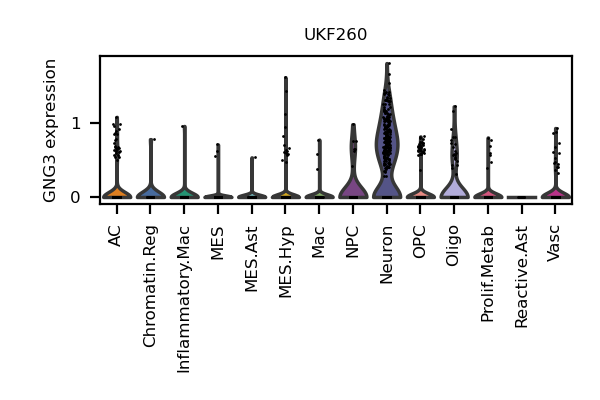 UKF260
GNG3 expression
1
0
AC
Chromatin.Reg
Inflammatory.Mac
MES
MES.Ast
MES.Hyp
Mac
NPC
Neuron
OPC
Oligo
Prolif.Metab
Reactive.Ast
Vasc